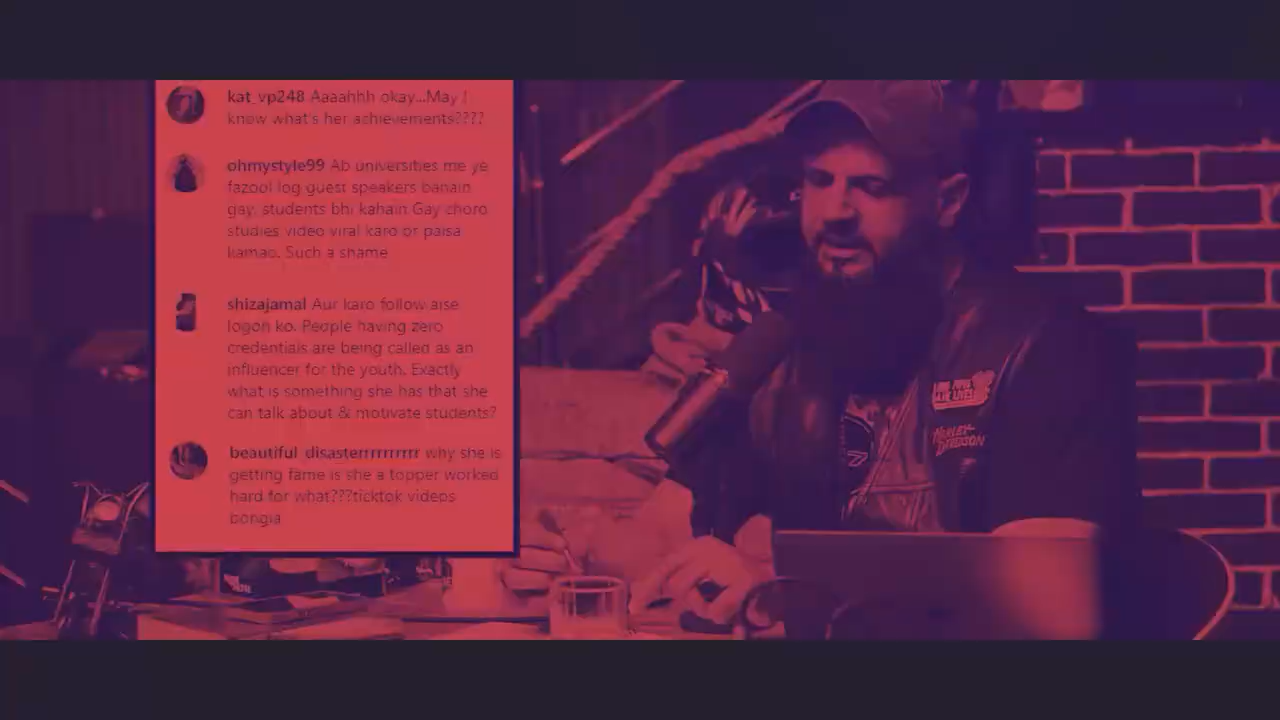 kat_vp248 Aaaahhh okay...May I
know what's her achievements????
ohmystyle99 Ab universities me ye
fazool log guest speakers banain
gay, students bhi kahain Gay choro
studies video viral karo or paisa
kamao. Such a shame
shizajamal Aur karo follow aise
logon ko. People having zero
credentials are being called as an
influencer for the youth. Exactly
what is something she has that she
can talk about & motivate students?
beautiful_disasterrrrrrrrr why she is
getting fame is she a topper worked
hard for what???ticktok videos
bongia
HARLEY-
DAVIDSON